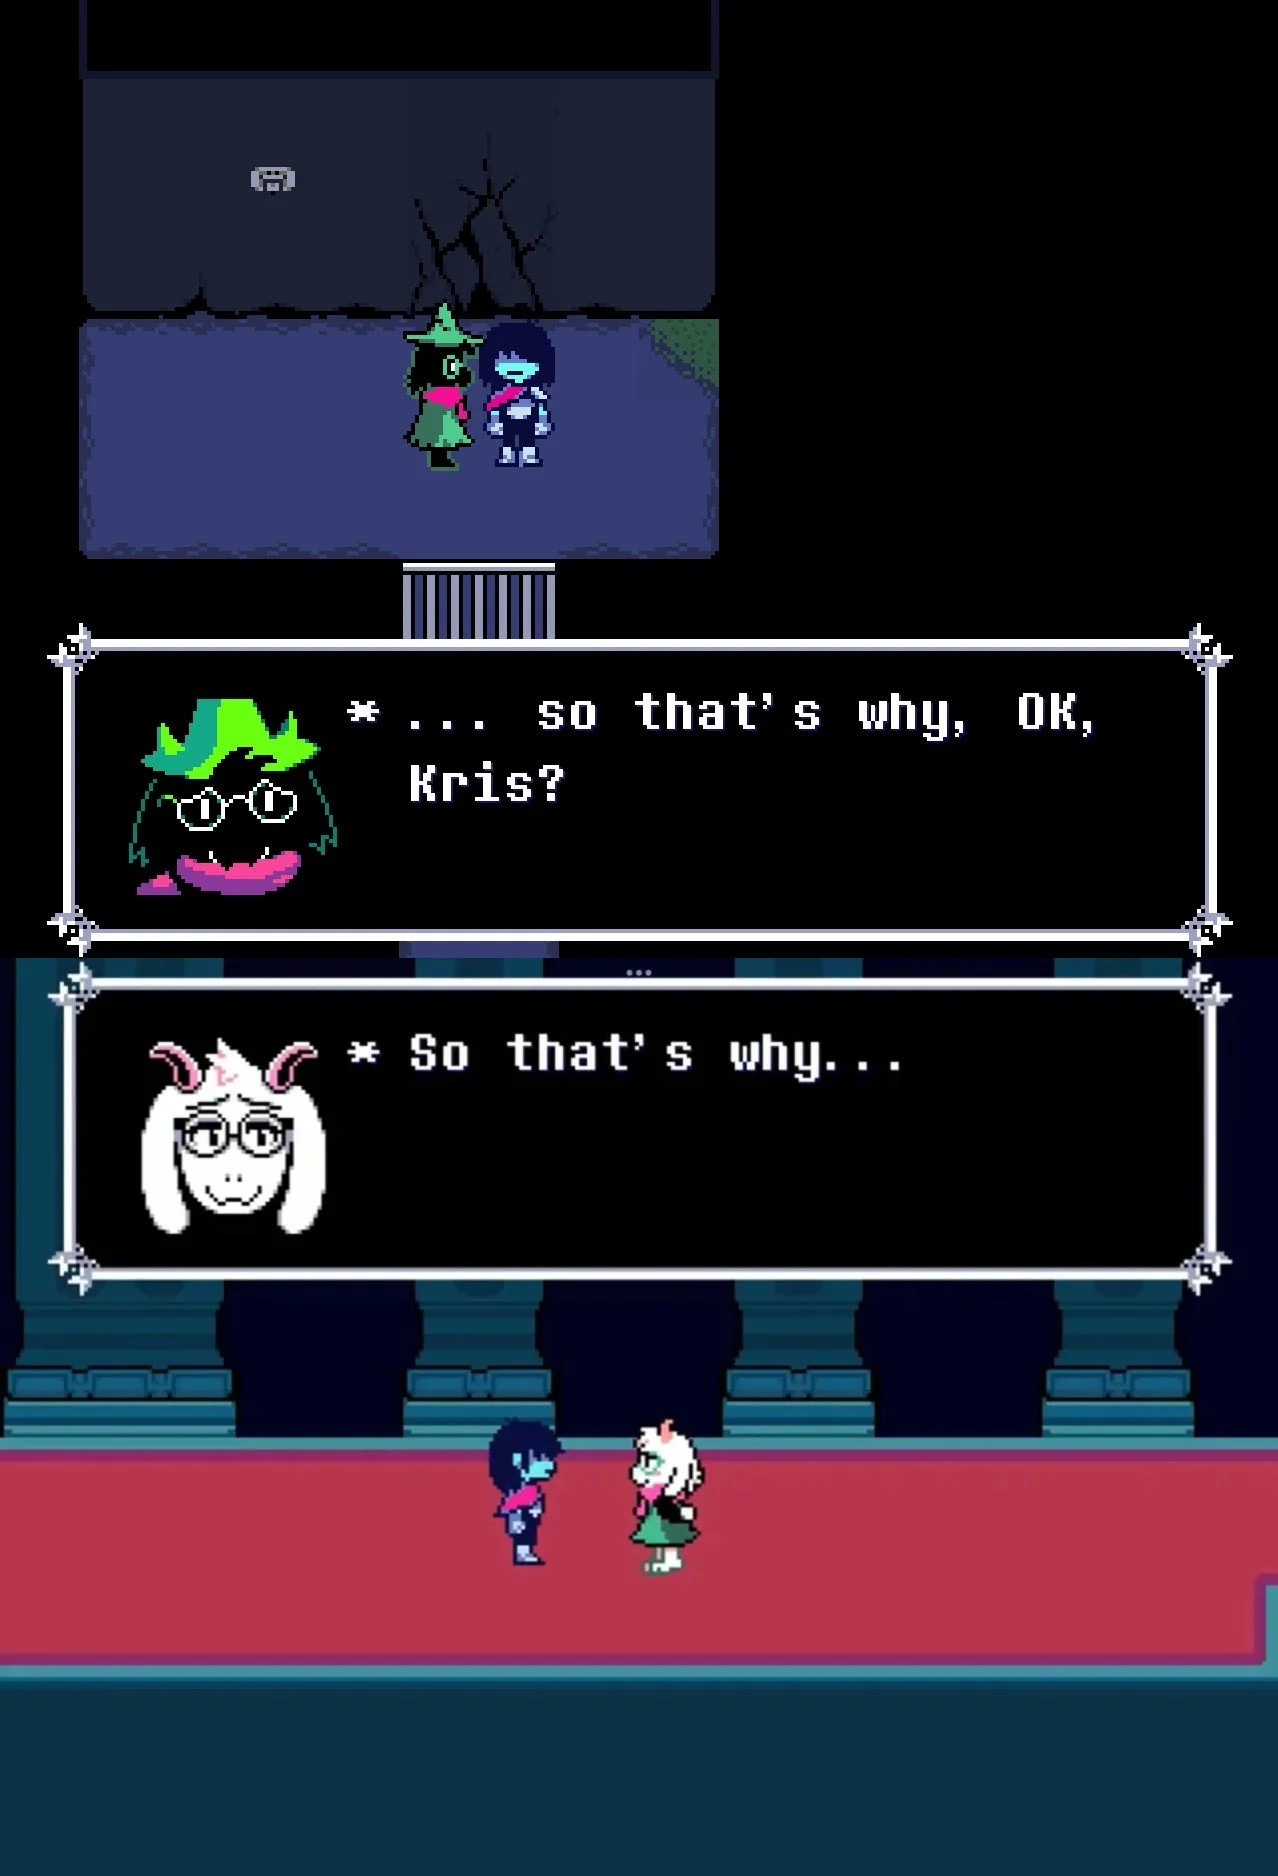 * ... so that's why, OK,
Kris?
...
* So that's why...